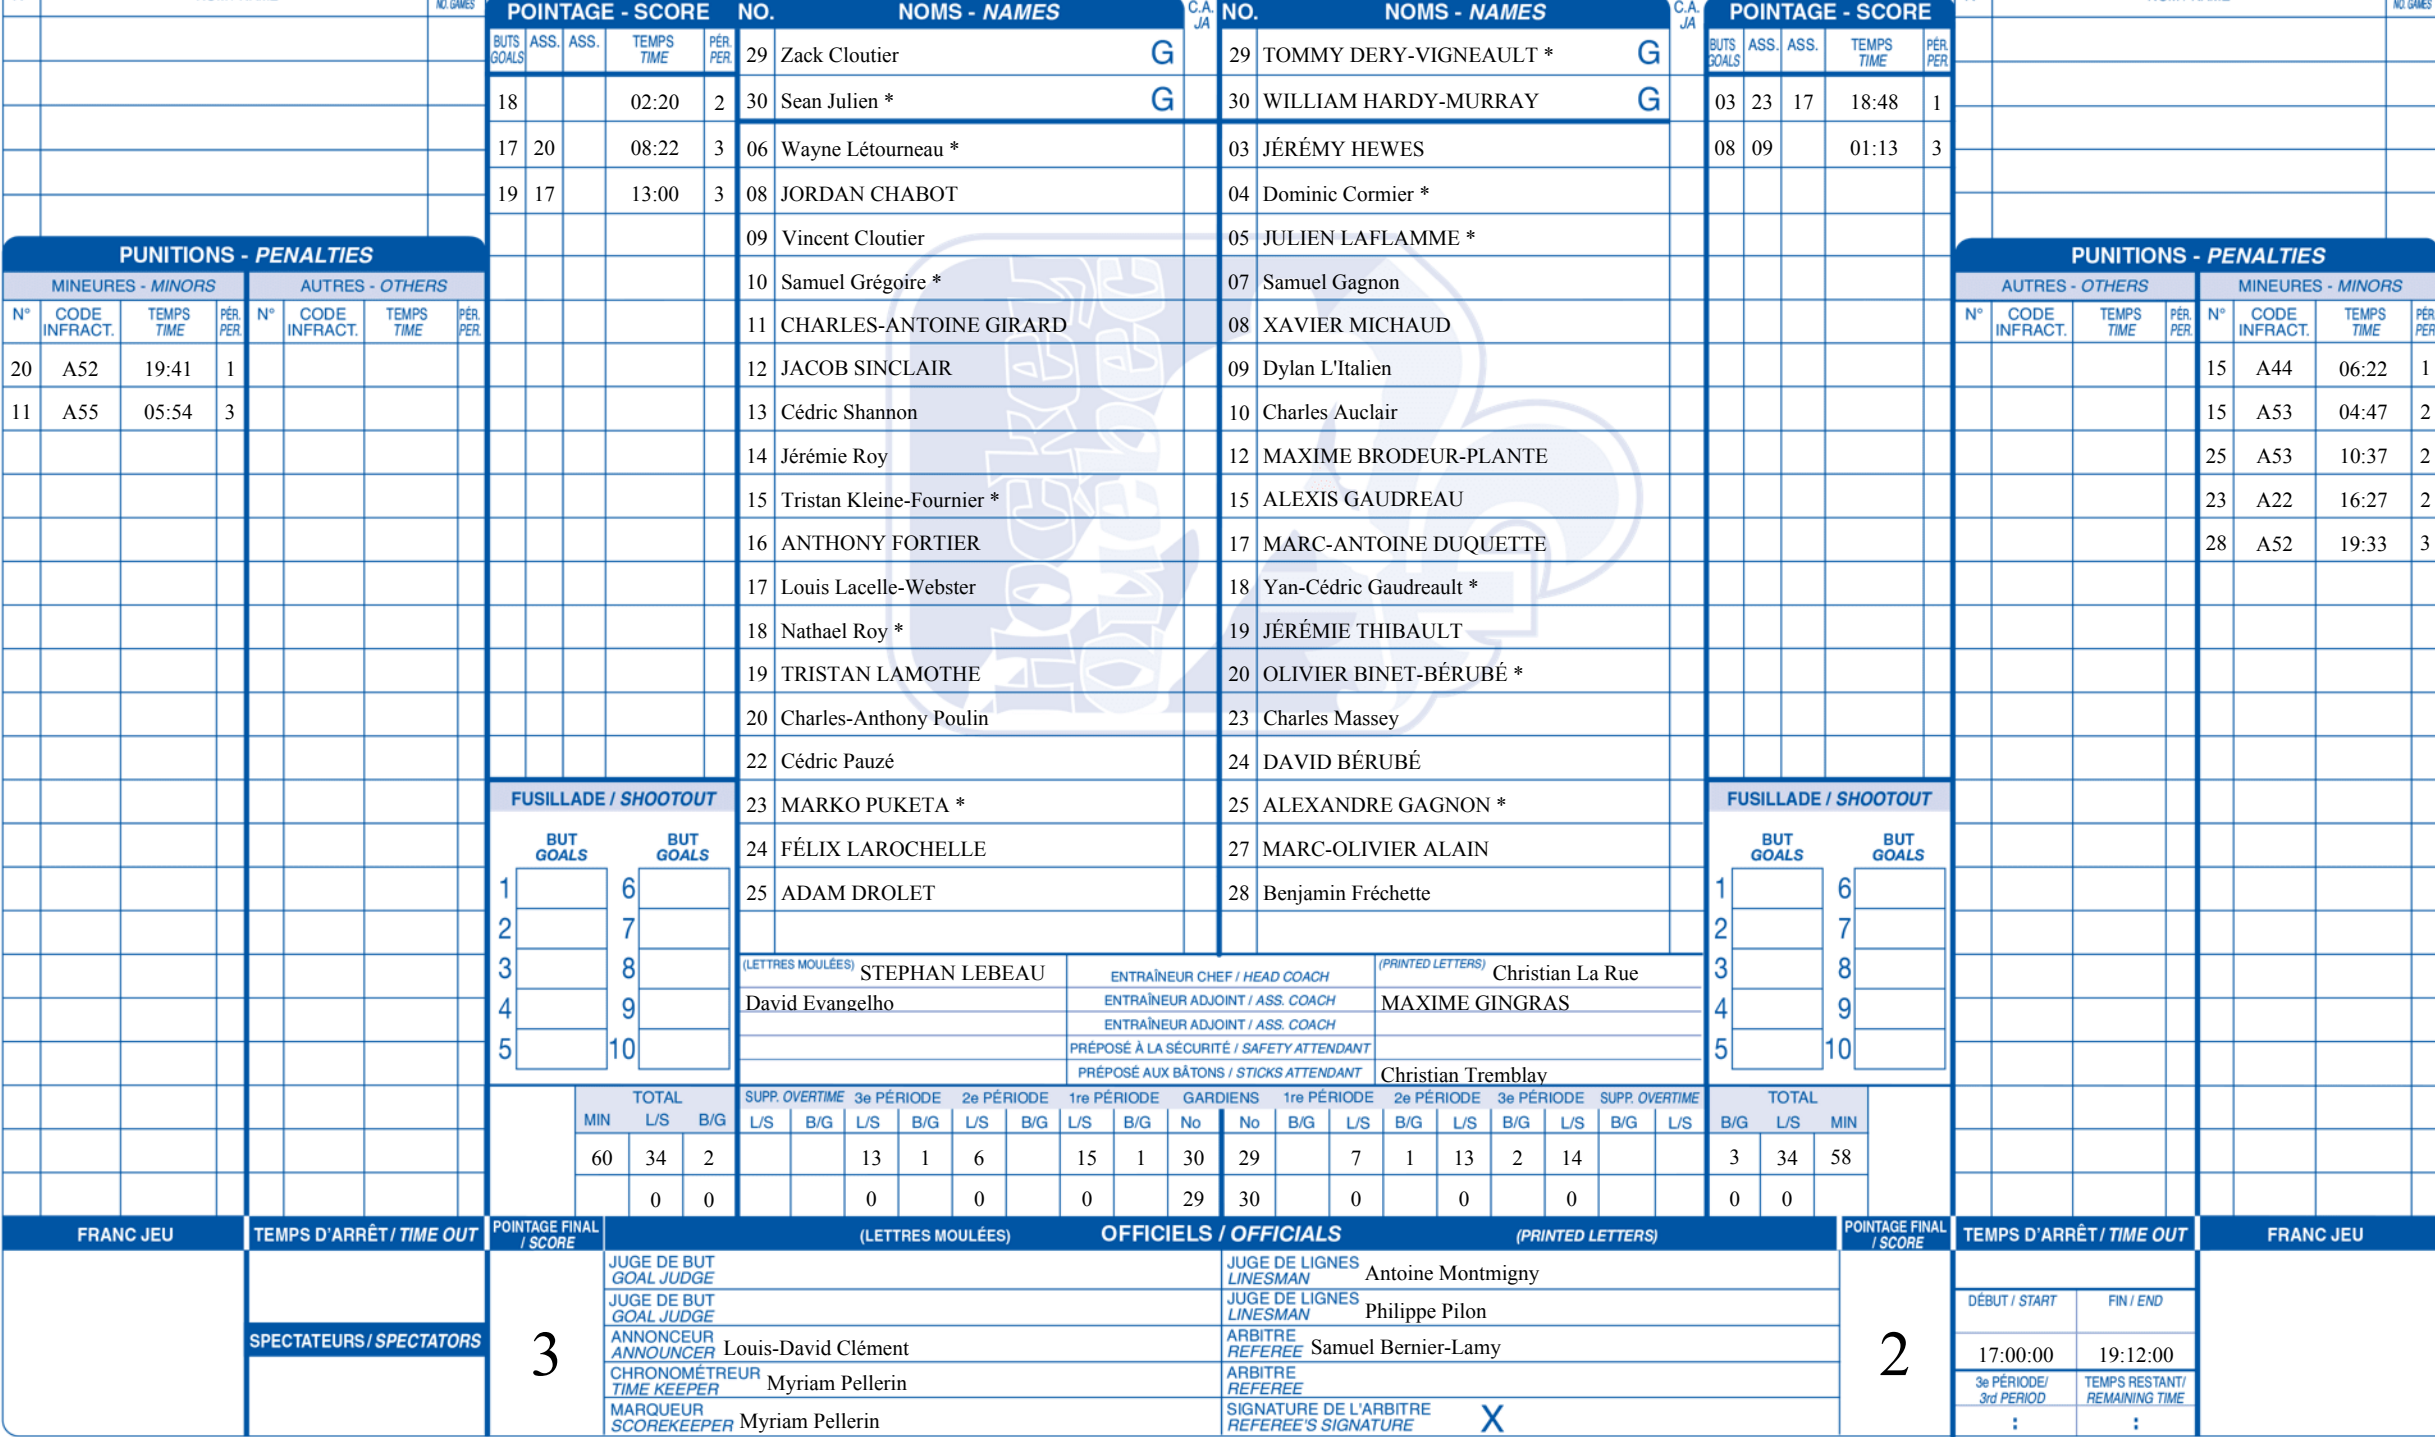 NO. GAMES POINTAGE - SCORE NO. NOMS - NAMES C.A. JA NO. NOMS - NAMES C.A. JA POINTAGE - SCORE NO. GAMES
BUTS GOALS ASS. ASS. TEMPS TIME PÉR. PER. 29 Zack Cloutier G 29 TOMMY DERY-VIGNEAULT * G BUTS GOALS ASS. ASS. TEMPS TIME PÉR. PER.
18 02:20 2 30 Sean Julien * G 30 WILLIAM HARDY-MURRAY G 03 23 17 18:48 1
17 20 08:22 3 06 Wayne Létourneau * 03 JÉRÉMY HEWES 08 09 01:13 3
19 17 13:00 3 08 JORDAN CHABOT 04 Dominic Cormier *
09 Vincent Cloutier 05 JULIEN LAFLAMME *
PUNITIONS - PENALTIES PUNITIONS - PENALTIES
MINEURES - MINORS AUTRES - OTHERS 10 Samuel Grégoire * 07 Samuel Gagnon AUTRES - OTHERS MINEURES - MINORS
N° CODE INFRACT. TEMPS TIME PÉR. PER. N° CODE INFRACT. TEMPS TIME PÉR. PER. 11 CHARLES-ANTOINE GIRARD 08 XAVIER MICHAUD N° CODE INFRACT. TEMPS TIME PÉR. PER. N° CODE INFRACT. TEMPS TIME PÉR. PER.
20 A52 19:41 1 12 JACOB SINCLAIR 09 Dylan L'Italien 15 A44 06:22 1
11 A55 05:54 3 13 Cédric Shannon 10 Charles Auclair 15 A53 04:47 2
14 Jérémie Roy 12 MAXIME BRODEUR-PLANTE 25 A53 10:37 2
15 Tristan Kleine-Fournier * 15 ALEXIS GAUDREAU 23 A22 16:27 2
16 ANTHONY FORTIER 17 MARC-ANTOINE DUQUETTE 28 A52 19:33 3
17 Louis Lacelle-Webster 18 Yan-Cédric Gaudreault *
18 Nathael Roy * 19 JÉRÉMIE THIBAULT
19 TRISTAN LAMOTHE 20 OLIVIER BINET-BÉRUBÉ *
20 Charles-Anthony Poulin 23 Charles Massey
22 Cédric Pauzé 24 DAVID BÉRUBÉ
Hockey Québec
FUSILLADE / SHOOTOUT 23 MARKO PUKETA * 25 ALEXANDRE GAGNON * FUSILLADE / SHOOTOUT
BUT GOALS BUT GOALS 24 FÉLIX LAROCHELLE 27 MARC-OLIVIER ALAIN BUT GOALS BUT GOALS
1 6 25 ADAM DROLET 28 Benjamin Fréchette 1 6
2 7 2 7
3 8 (LETTRES MOULÉES) STEPHAN LEBEAU ENTRAÎNEUR CHEF / HEAD COACH (PRINTED LETTERS) Christian La Rue 3 8
4 9 David Evangelho ENTRAÎNEUR ADJOINT / ASS. COACH MAXIME GINGRAS 4 9
ENTRAÎNEUR ADJOINT / ASS. COACH
5 10 PRÉPOSÉ À LA SÉCURITÉ / SAFETY ATTENDANT 5 10
PRÉPOSÉ AUX BÂTONS / STICKS ATTENDANT Christian Tremblay
TOTAL SUPP. OVERTIME 3e PÉRIODE 2e PÉRIODE 1re PÉRIODE GARDIENS 1re PÉRIODE 2e PÉRIODE 3e PÉRIODE SUPP. OVERTIME TOTAL
MIN L/S B/G L/S B/G L/S B/G L/S B/G L/S B/G No No B/G L/S B/G L/S B/G L/S B/G L/S B/G L/S MIN
60 34 2 13 1 6 15 1 30 29 7 1 13 2 14 3 34 58
0 0 0 0 0 29 30 0 0 0 0 0
FRANC JEU TEMPS D'ARRÊT / TIME OUT POINTAGE FINAL / SCORE (LETTRES MOULÉES) OFFICIELS / OFFICIALS (PRINTED LETTERS) POINTAGE FINAL / SCORE TEMPS D'ARRÊT / TIME OUT FRANC JEU
JUGE DE BUT GOAL JUDGE JUGE DE LIGNES LINESMAN Antoine Montmigny
JUGE DE BUT GOAL JUDGE JUGE DE LIGNES LINESMAN Philippe Pilon DÉBUT / START FIN / END
SPECTATEURS / SPECTATORS 3 ANNONCEUR ANNOUNCER Louis-David Clément ARBITRE REFEREE Samuel Bernier-Lamy 2 17:00:00 19:12:00
CHRONOMÉTREUR TIME KEEPER Myriam Pellerin ARBITRE REFEREE 3e PÉRIODE/ 3rd PERIOD TEMPS RESTANT/ REMAINING TIME
MARQUEUR SCOREKEEPER Myriam Pellerin SIGNATURE DE L'ARBITRE REFEREE'S SIGNATURE X : :